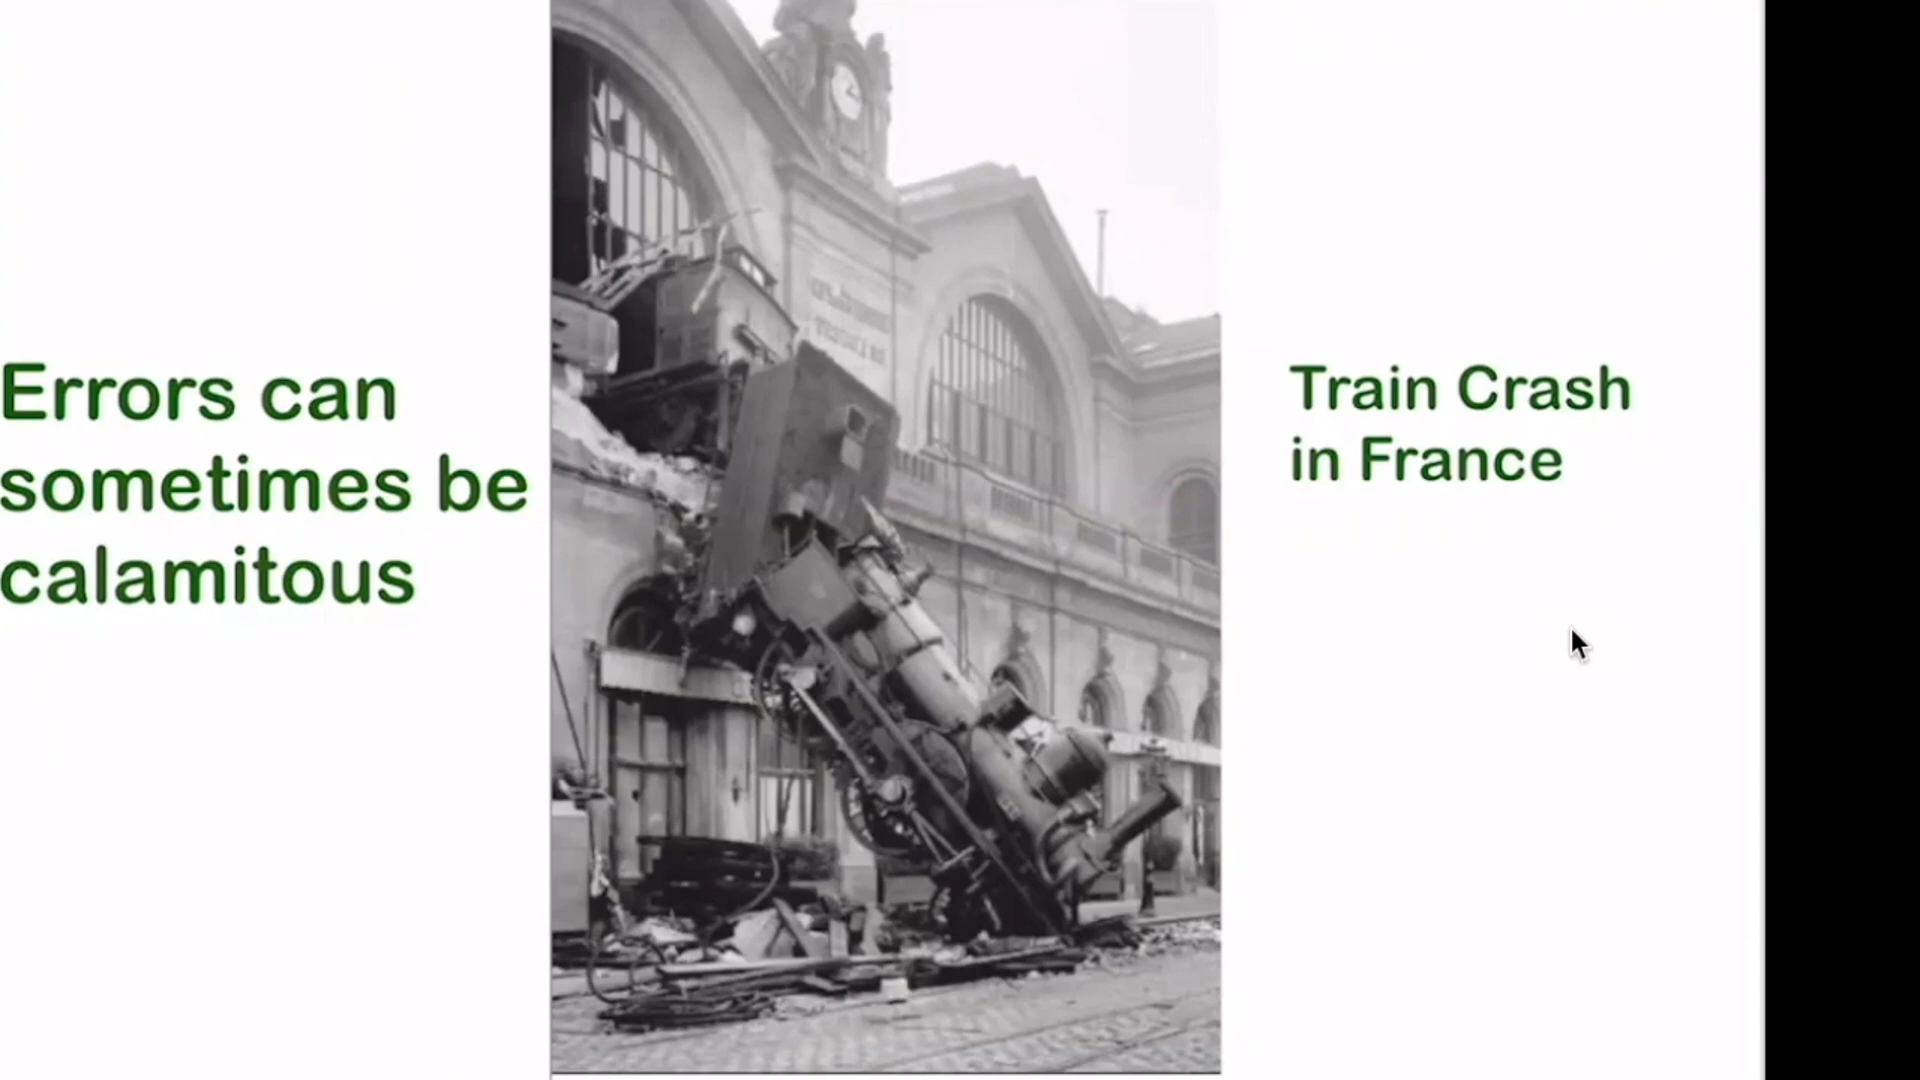 Errors can
sometimes be
calamitous
Train Crash
in France